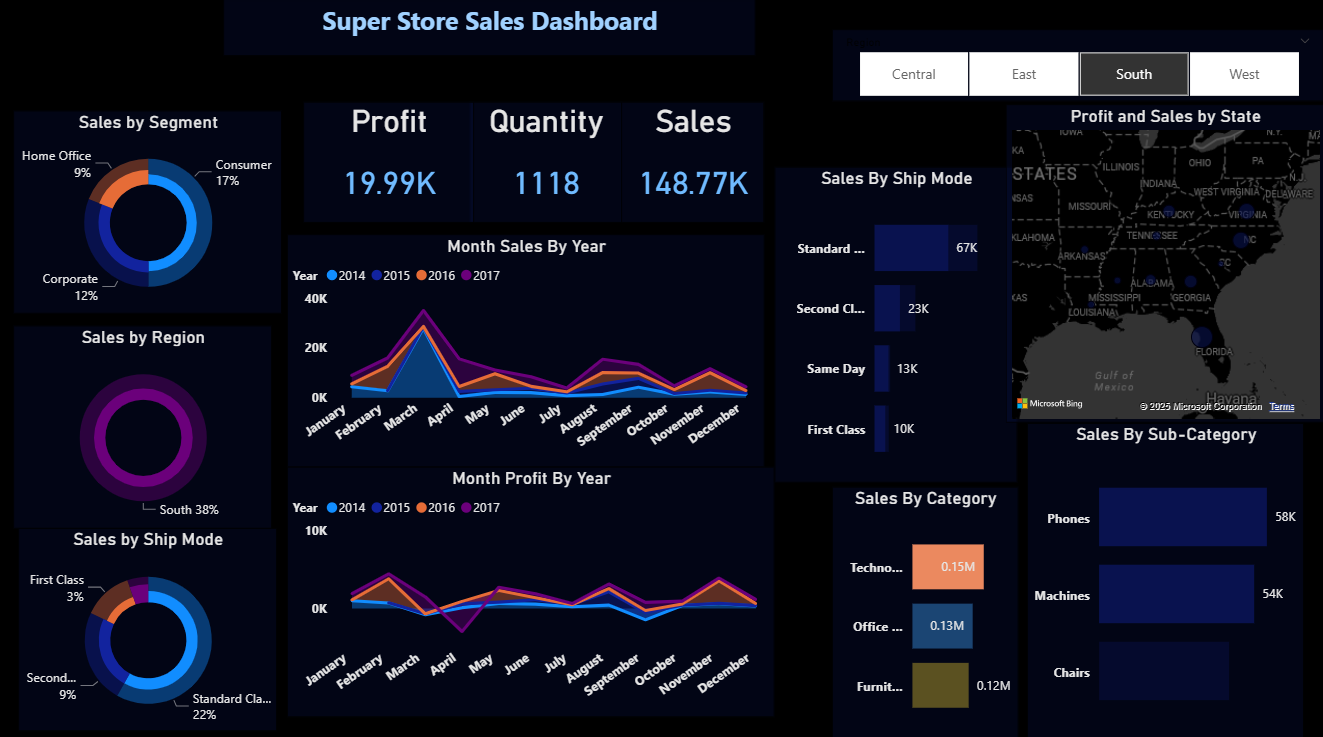 Super Store Sales Dashboard
Central
East
South
West
Sales by Segment
Home Office
9%
Consumer
17%
Corporate
12%
Profit
Quantity
Sales
19.99K
1118
148.77K
Sales by Region
South 38%
Sales by Ship Mode
First Class
3%
Second...
9%
Standard Cla...
22%
Month Sales By Year
Year 2014 2015 2016 2017
40K
20K
0K
January
February
March
April
May
June
July
August
September
October
November
December
Month Profit By Year
Year 2014 2015 2016 2017
10K
0K
January
February
March
April
May
June
July
August
September
October
November
December
Sales By Ship Mode
Standard ... 67K
Second Cl... 23K
Same Day 13K
First Class 10K
Sales By Category
Techno... 0.15M
Office ... 0.13M
Furnit... 0.12M
Profit and Sales by State
IOWA
N.Y.
STATES
ILLINOIS
OHIO
PA
INDIANA
N.J.
WEST VIRGINIA
DELAWARE
MISSOURI
KENTUCKY
VIRGINIA
TENNESSEE
NC
ARKANSAS
SC
ALABAMA
MISSISSIPPI
GEORGIA
LOUISIANA
FLORIDA
Gulf of
Mexico
Havana
Microsoft Bing
© 2025 Microsoft Corporation Terms
Sales By Sub-Category
Phones 58K
Machines 54K
Chairs